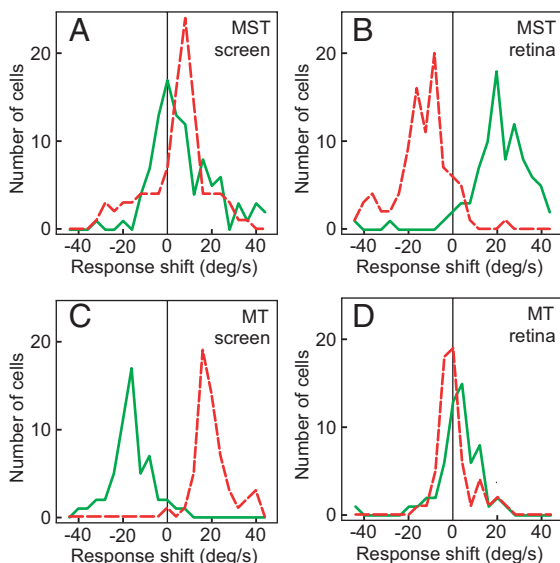 A
MST
screen
Number of cells
20
10
0
-40 -20 0 20 40
Response shift (deg/s)
B
MST
retina
Number of cells
20
10
0
-40 -20 0 20 40
Response shift (deg/s)
C
MT
screen
Number of cells
20
10
0
-40 -20 0 20 40
Response shift (deg/s)
D
MT
retina
Number of cells
20
10
0
-40 -20 0 20 40
Response shift (deg/s)